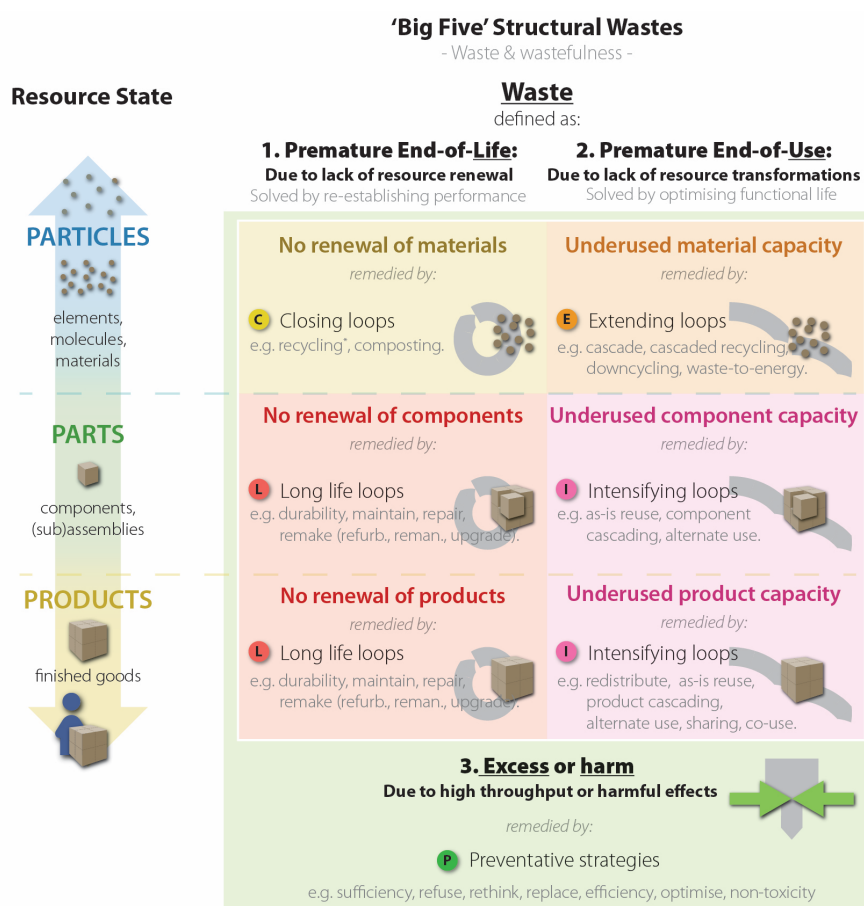 'Big Five' Structural Wastes
- Waste & wastefulness -
Resource State
Waste
defined as:
1. Premature End-of-Life:
Due to lack of resource renewal
Solved by re-establishing performance
2. Premature End-of-Use:
Due to lack of resource transformations
Solved by optimising functional life
PARTICLES
elements,
molecules,
materials
No renewal of materials
remedied by:
C Closing loops
e.g. recycling*, composting.
Underused material capacity
remedied by:
E Extending loops
e.g. cascade, cascaded recycling,
downcycling, waste-to-energy.
PARTS
components,
(sub)assemblies
No renewal of components
remedied by:
L Long life loops
e.g. durability, maintain, repair,
remake (refurb., reman., upgrade).
Underused component capacity
remedied by:
I Intensifying loops
e.g. as-is reuse, component
cascading, alternate use.
PRODUCTS
finished goods
No renewal of products
remedied by:
L Long life loops
e.g. durability, maintain, repair,
remake (refurb., reman., upgrade).
Underused product capacity
remedied by:
I Intensifying loops
e.g. redistribute, as-is reuse,
product cascading,
alternate use, sharing, co-use.
3. Excess or harm
Due to high throughput or harmful effects
remedied by:
P Preventative strategies
e.g. sufficiency, refuse, rethink, replace, efficiency, optimise, non-toxicity